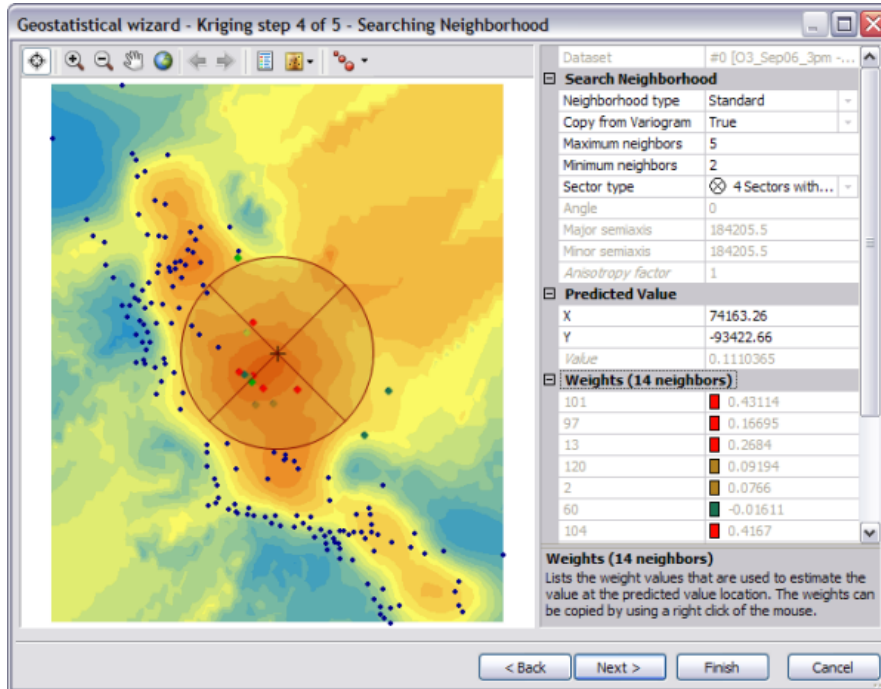 Geostatistical wizard - Kriging step 4 of 5 - Searching Neighborhood
Dataset #0 [O3_Sep06_3pm -...
Search Neighborhood
Neighborhood type Standard
Copy from Variogram True
Maximum neighbors 5
Minimum neighbors 2
Sector type 4 Sectors with...
Angle 0
Major semiaxis 184205.5
Minor semiaxis 184205.5
Anisotropy factor 1
Predicted Value
X 74163.26
Y -93422.66
Value 0.1110365
Weights (14 neighbors)
101 0.43114
97 0.16695
13 0.2684
120 0.09194
2 0.0766
60 -0.01611
104 0.4167
Weights (14 neighbors)
Lists the weight values that are used to estimate the
value at the predicted value location. The weights can
be copied by using a right click of the mouse.
< Back Next > Finish Cancel